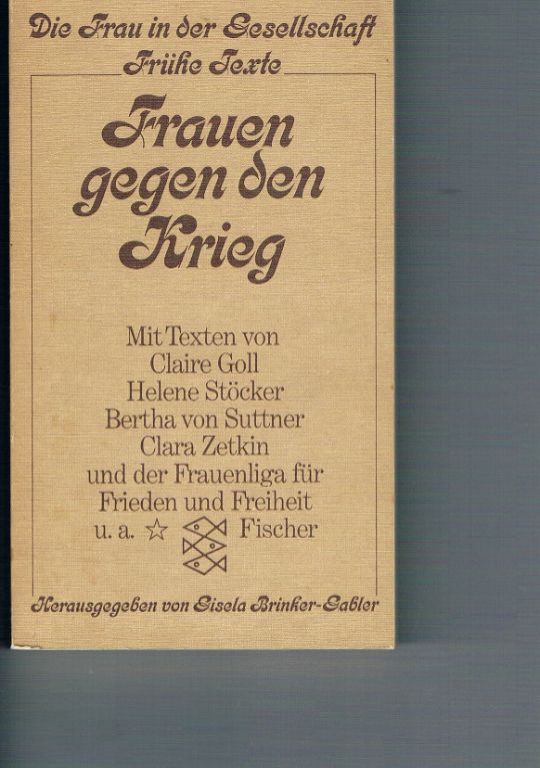 Die Frau in der Gesellschaft
Frühe Texte
Frauen
gegen den
Krieg
Mit Texten von
Claire Goll
Helene Stöcker
Bertha von Suttner
Clara Zetkin
und der Frauenliga für
Frieden und Freiheit
u. a. ☆ Fischer
Herausgegeben von Gisela Brinker-Gabler